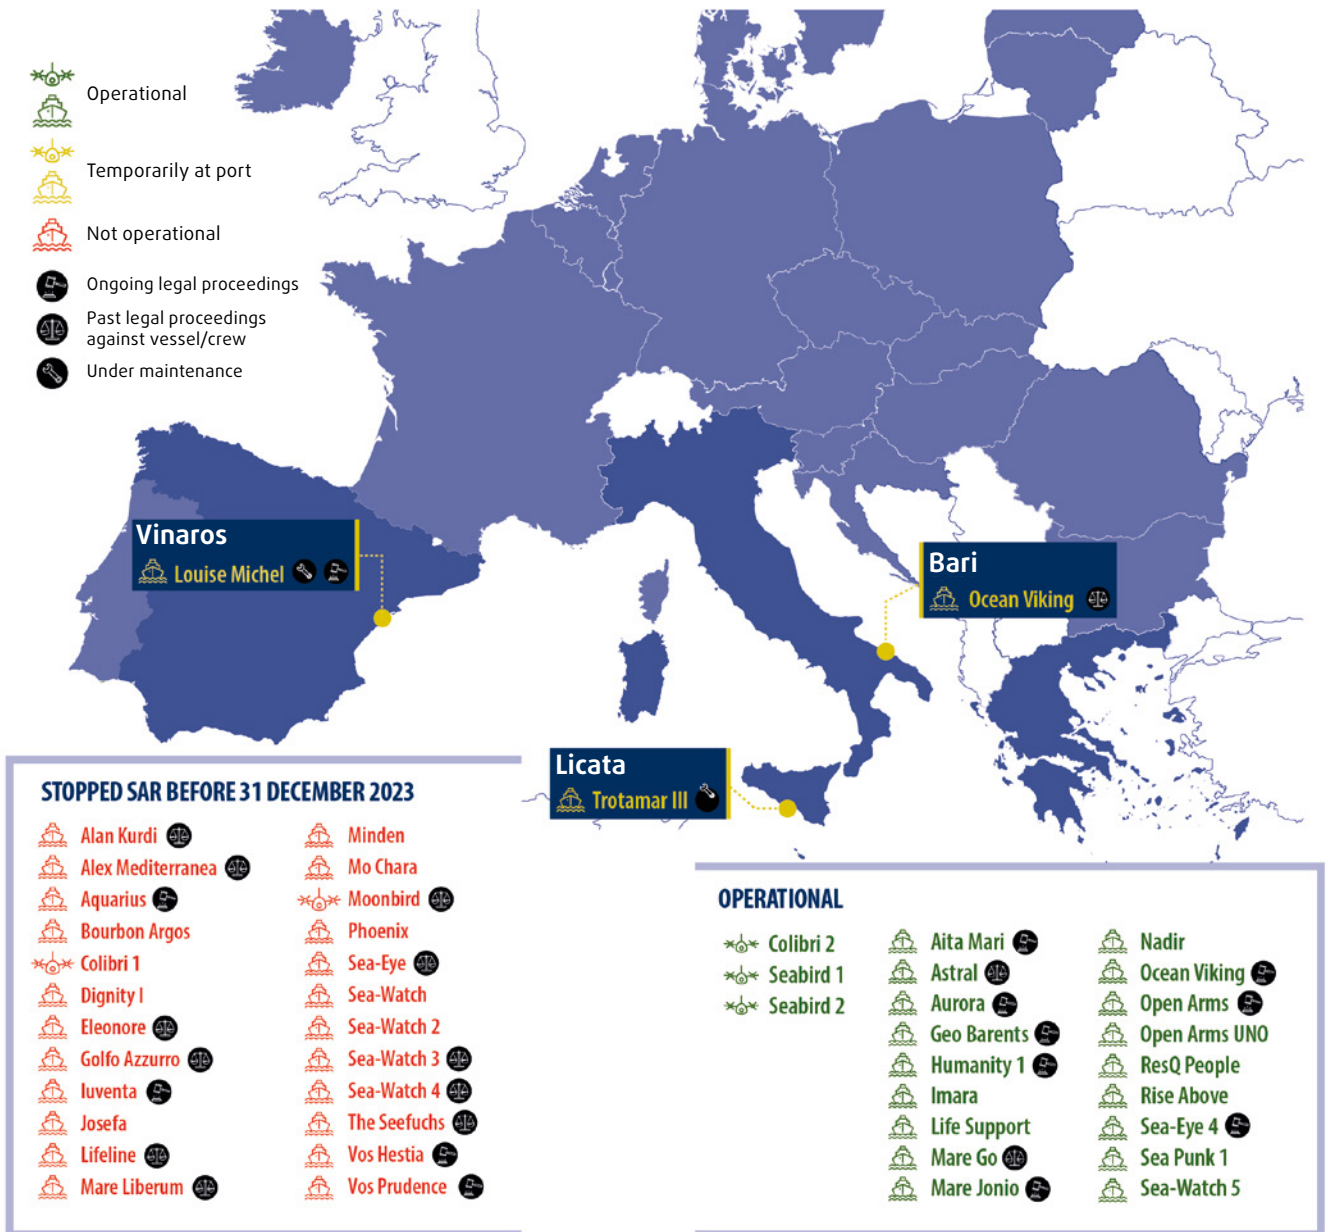 Operational
Temporarily at port
Not operational
Ongoing legal proceedings
Past legal proceedings
against vessel/crew
Under maintenance
Vinaros
Louise Michel
Bari
Ocean Viking
Licata
Trotamar III
STOPPED SAR BEFORE 31 DECEMBER 2023
Alan Kurdi
Alex Mediterranea
Aquarius
Bourbon Argos
Colibri 1
Dignity I
Eleonore
Golfo Azzurro
Iuventa
Josefa
Lifeline
Mare Liberum
Minden
Mo Chara
Moonbird
Phoenix
Sea-Eye
Sea-Watch
Sea-Watch 2
Sea-Watch 3
Sea-Watch 4
The Seefuchs
Vos Hestia
Vos Prudence
OPERATIONAL
Colibri 2
Seabird 1
Seabird 2
Aita Mari
Astral
Aurora
Geo Barents
Humanity 1
Imara
Life Support
Mare Go
Mare Jonio
Nadir
Ocean Viking
Open Arms
Open Arms UNO
ResQ People
Rise Above
Sea-Eye 4
Sea Punk 1
Sea-Watch 5